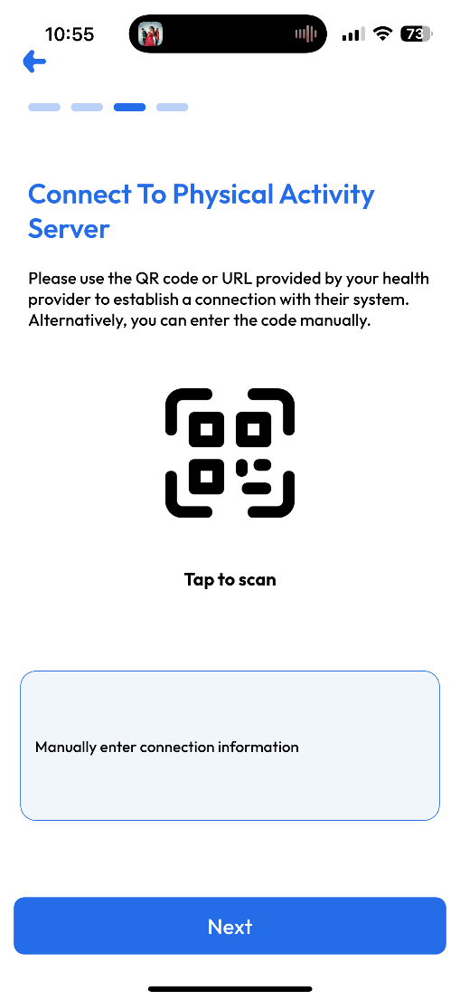 10:55
73
Connect To Physical Activity
Server
Please use the QR code or URL provided by your health
provider to establish a connection with their system.
Alternatively, you can enter the code manually.
Tap to scan
Manually enter connection information
Next